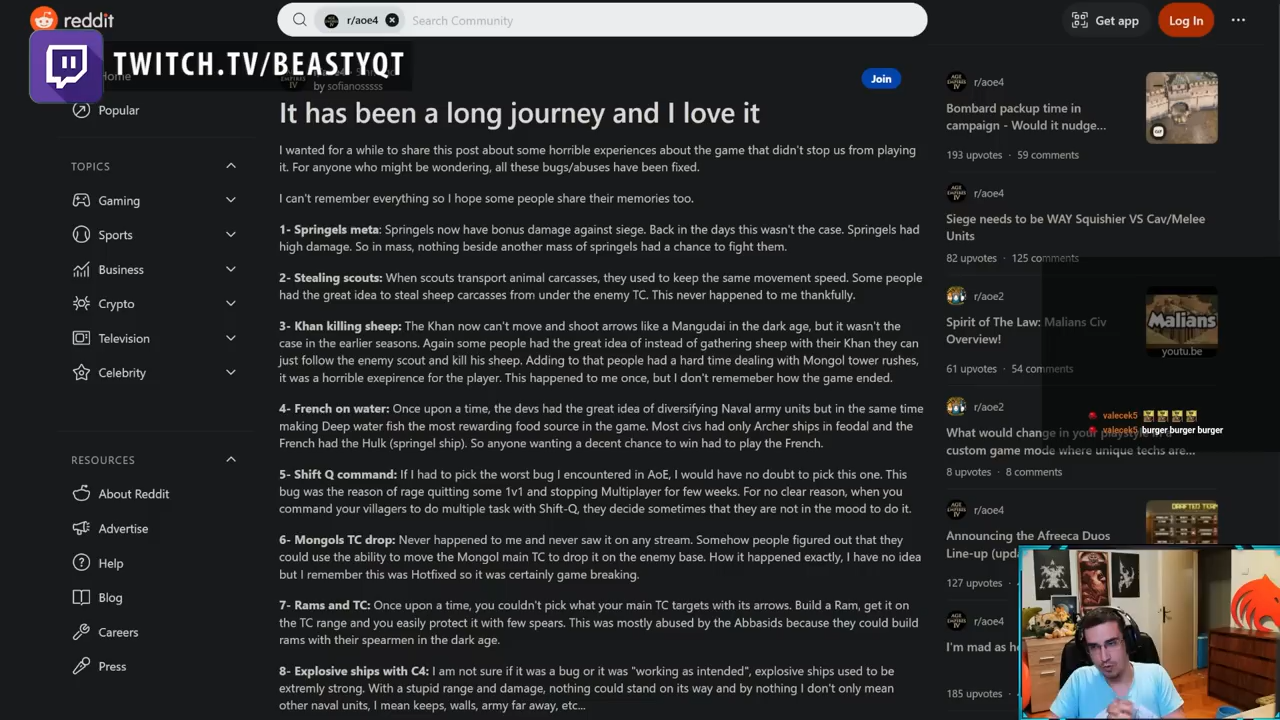 reddit
r/aoe4
Search Community
Get app
Log In
TWITCH.TV/BEASTYQT
Home
Popular
TOPICS
Gaming
Sports
Business
Crypto
Television
Celebrity
RESOURCES
About Reddit
Advertise
Help
Blog
Careers
Press
by sofianosssss
Join
It has been a long journey and I love it
I wanted for a while to share this post about some horrible experiences about the game that didn't stop us from playing
it. For anyone who might be wondering, all these bugs/abuses have been fixed.
I can't remember everything so I hope some people share their memories too.
1- Springels meta: Springels now have bonus damage against siege. Back in the days this wasn't the case. Springels had
high damage. So in mass, nothing beside another mass of springels had a chance to fight them.
2- Stealing scouts: When scouts transport animal carcasses, they used to keep the same movement speed. Some people
had the great idea to steal sheep carcasses from under the enemy TC. This never happened to me thankfully.
3- Khan killing sheep: The Khan now can't move and shoot arrows like a Mangudai in the dark age, but it wasn't the
case in the earlier seasons. Again some people had the great idea of instead of gathering sheep with their Khan they can
just follow the enemy scout and kill his sheep. Adding to that people had a hard time dealing with Mongol tower rushes,
it was a horrible exepirence for the player. This happened to me once, but I don't rememeber how the game ended.
4- French on water: Once upon a time, the devs had the great idea of diversifying Naval army units but in the same time
making Deep water fish the most rewarding food source in the game. Most civs had only Archer ships in feodal and the
French had the Hulk (springel ship). So anyone wanting a decent chance to win had to play the French.
5- Shift Q command: If I had to pick the worst bug I encountered in AoE, I would have no doubt to pick this one. This
bug was the reason of rage quitting some 1v1 and stopping Multiplayer for few weeks. For no clear reason, when you
command your villagers to do multiple task with Shift-Q, they decide sometimes that they are not in the mood to do it.
6- Mongols TC drop: Never happened to me and never saw it on any stream. Somehow people figured out that they
could use the ability to move the Mongol main TC to drop it on the enemy base. How it happened exactly, I have no idea
but I remember this was Hotfixed so it was certainly game breaking.
7- Rams and TC: Once upon a time, you couldn't pick what your main TC targets with its arrows. Build a Ram, get it on
the TC range and you easily protect it with few spears. This was mostly abused by the Abbasids because they could build
rams with their spearmen in the dark age.
8- Explosive ships with C4: I am not sure if it was a bug or it was "working as intended", explosive ships used to be
extremly strong. With a stupid range and damage, nothing could stand on its way and by nothing I don't only mean
other naval units, I mean keeps, walls, army far away, etc...
r/aoe4
Bombard packup time in
campaign - Would it nudge...
193 upvotes · 59 comments
r/aoe4
Siege needs to be WAY Squishier VS Cav/Melee
Units
82 upvotes · 125 comments
r/aoe2
Spirit of The Law: Malians Civ
Overview!
Malians
youtu.be
61 upvotes · 54 comments
r/aoe2
What would change in your playstyle in a
custom game mode where unique techs are...
8 upvotes · 8 comments
valecek5
valecek5 burger burger burger
r/aoe4
Announcing the Afreeca Duos
127 upvotes
r/aoe4
185 upvotes